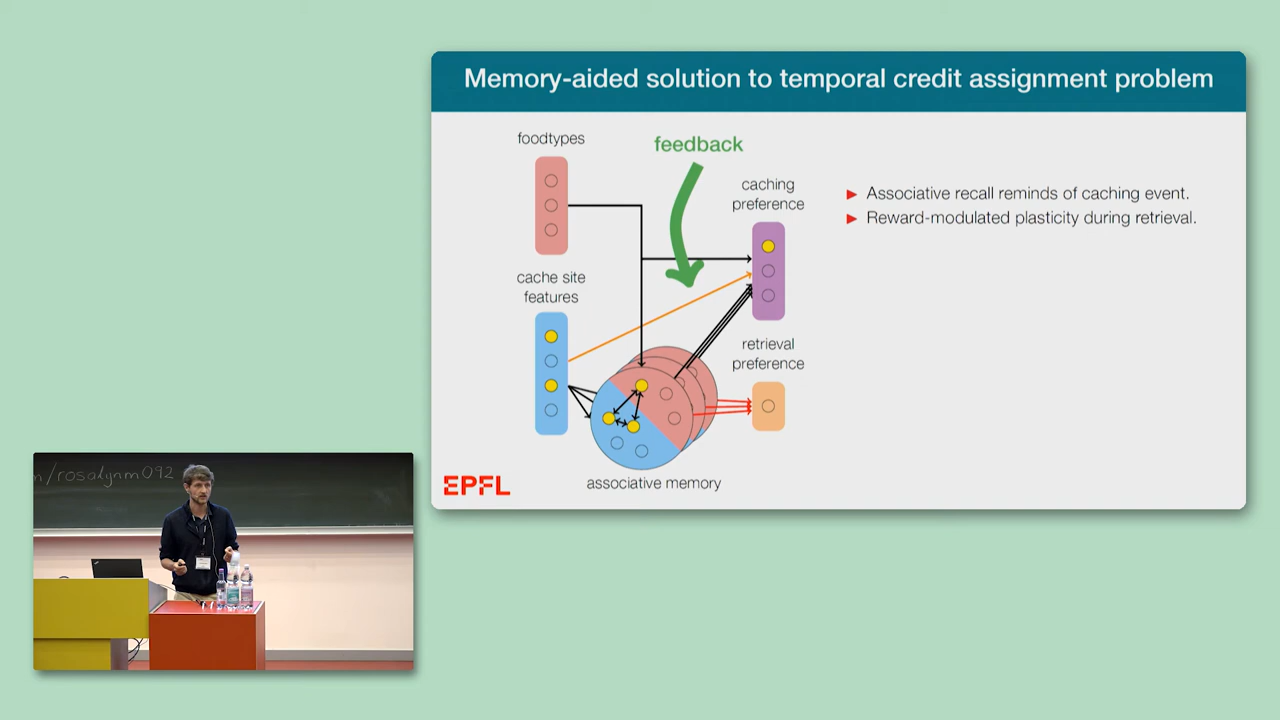 Memory-aided solution to temporal credit assignment problem
foodtypes
feedback
caching
preference
cache site
features
retrieval
preference
associative memory
► Associative recall reminds of caching event.
► Reward-modulated plasticity during retrieval.
EPFL
/rosalynm092